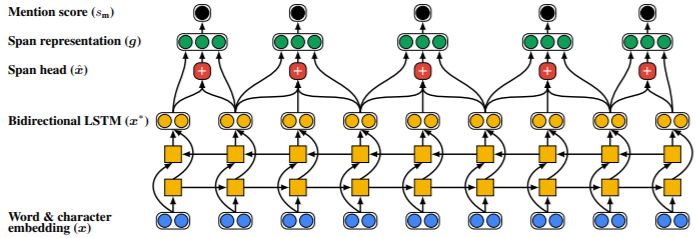 Mention score (sₘ)
Span representation (g)
Span head (x̂)
+ + + + +
Bidirectional LSTM (x*)
Word & character
embedding (x)